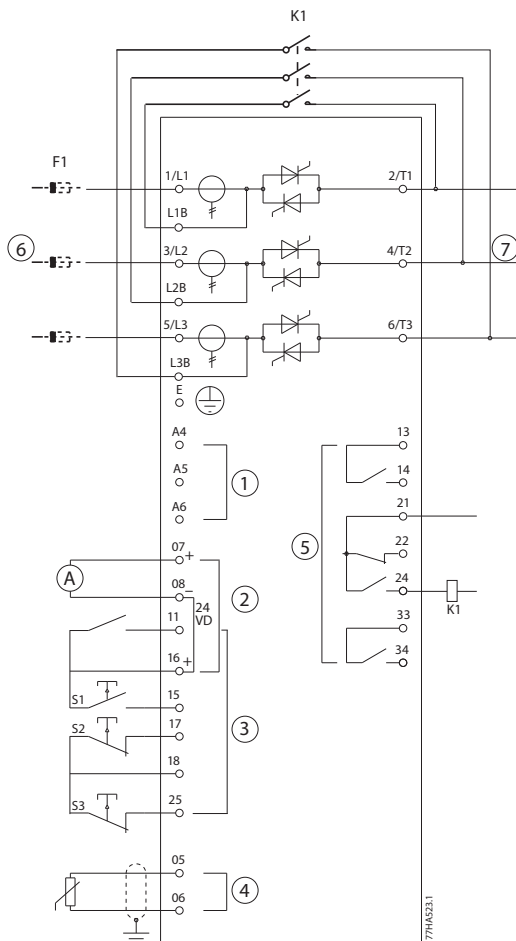 K1
F1
1/L1
2/T1
L1B
6
3/L2
4/T2
7
L2B
5/L3
6/T3
L3B
E
A4
13
A5
1
14
A6
21
5
22
07
+
A
08
–
2
24
24
VD
K1
11
33
16
+
34
S1
15
S2
17
3
18
S3
25
05
4
06
77HA523.1